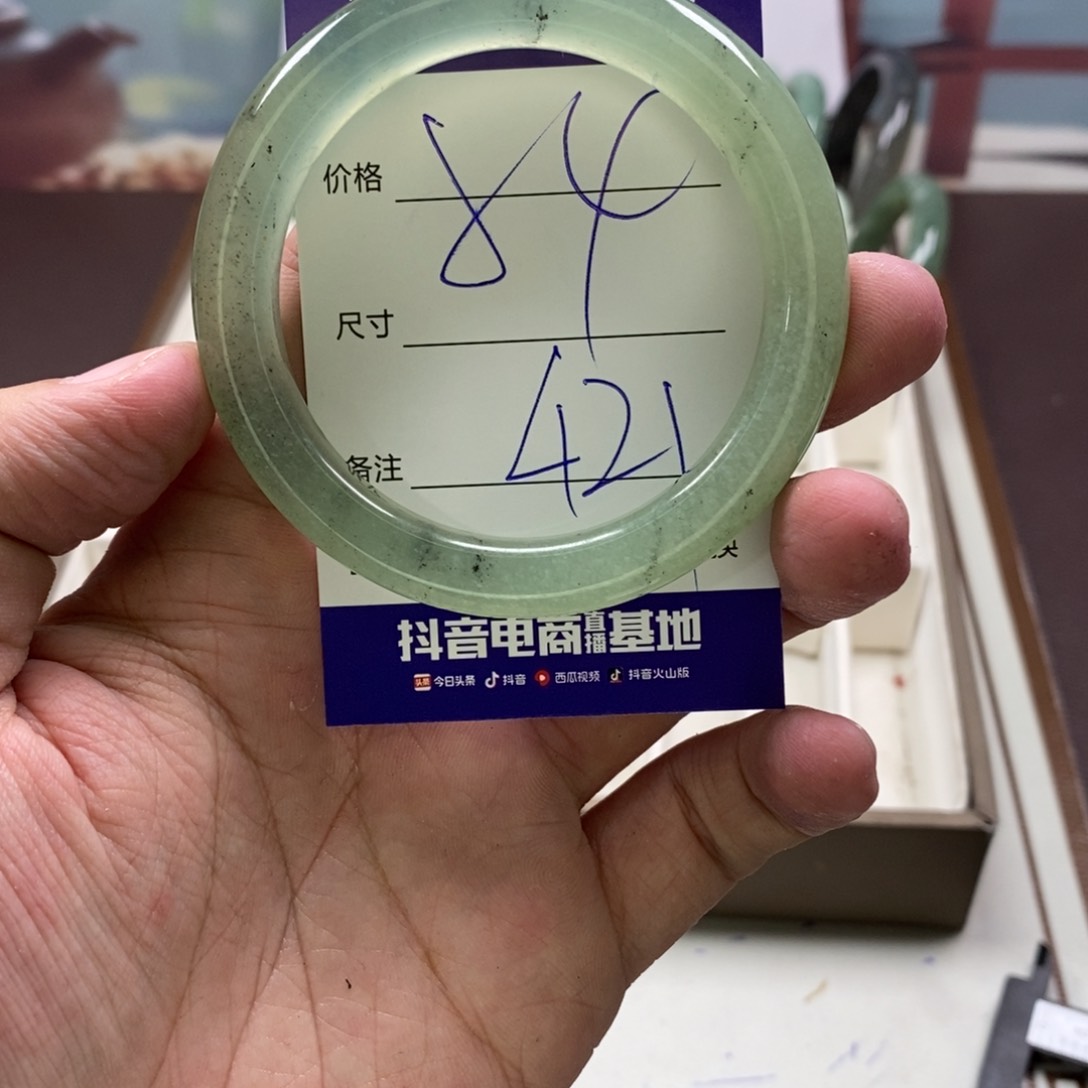 价格 84
尺寸
备注 421
抖音电商直播基地
今日头条 抖音 西瓜视频 抖音火山版